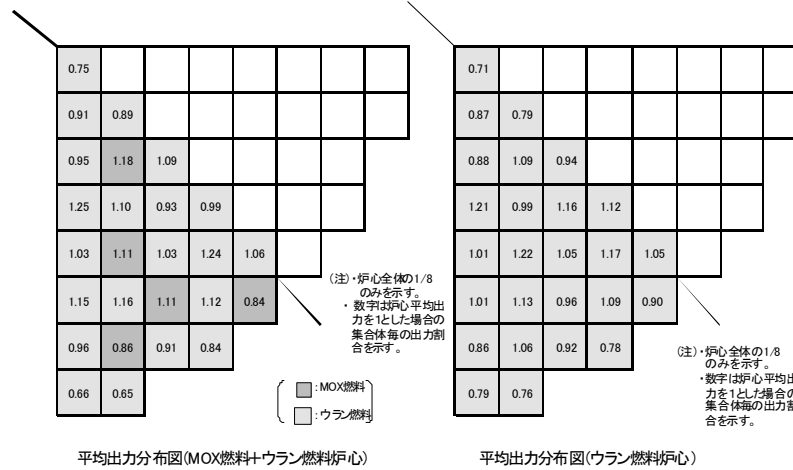 0.75
0.91 0.89
0.95 1.18 1.09
1.25 1.10 0.93 0.99
1.03 1.11 1.03 1.24 1.06
1.15 1.16 1.11 1.12 0.84
0.96 0.86 0.91 0.84
0.66 0.65
(注)・炉心全体の1/8
のみを示す。
・数字は炉心平均出
力を1とした場合の
集合体毎の出力割
合を示す。
:MOX燃料
:ウラン燃料
平均出力分布図(MOX燃料+ウラン燃料炉心)
0.71
0.87 0.79
0.88 1.09 0.94
1.21 0.99 1.16 1.12
1.01 1.22 1.05 1.17 1.05
1.01 1.13 0.96 1.09 0.90
0.86 1.06 0.92 0.78
0.79 0.76
(注)・炉心全体の1/8
のみを示す。
・数字は炉心平均出
力を1とした場合の
集合体毎の出力割
合を示す。
平均出力分布図(ウラン燃料炉心)